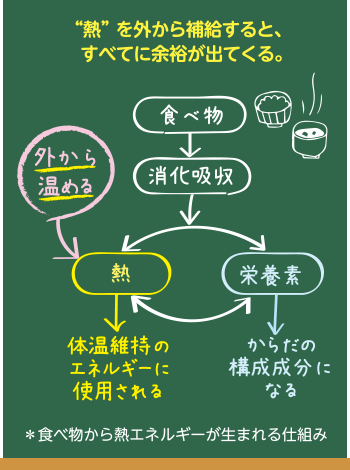 “熱”を外から補給すると、
すべてに余裕が出てくる。
食べ物
消化吸収
外から
温める
熱
栄養素
体温維持の
エネルギーに
使用される
からだの
構成成分に
なる
＊食べ物から熱エネルギーが生まれる仕組み